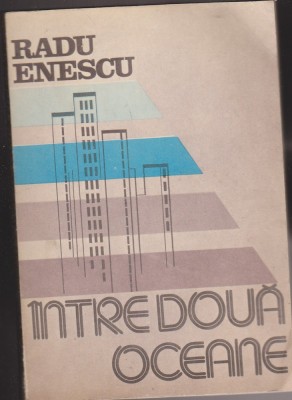 RADU
ENESCU
ÎNTRE DOUĂ
OCEANE